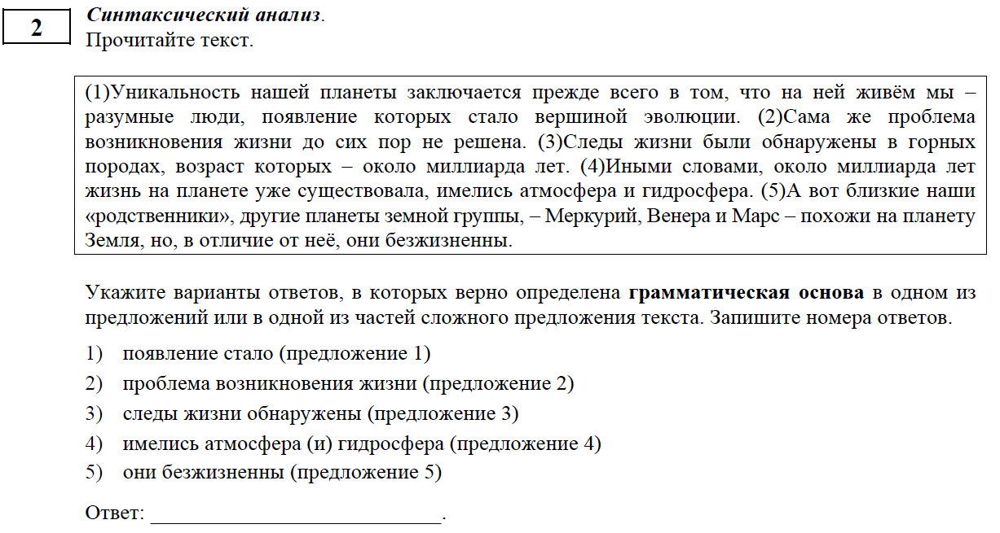 2
Синтаксический анализ.
Прочитайте текст.
(1)Уникальность нашей планеты заключается прежде всего в том, что на ней живём мы –
разумные люди, появление которых стало вершиной эволюции. (2)Сама же проблема
возникновения жизни до сих пор не решена. (3)Следы жизни были обнаружены в горных
породах, возраст которых – около миллиарда лет. (4)Иными словами, около миллиарда лет
жизнь на планете уже существовала, имелись атмосфера и гидросфера. (5)А вот близкие наши
«родственники», другие планеты земной группы, – Меркурий, Венера и Марс – похожи на планету
Земля, но, в отличие от неё, они безжизненны.
Укажите варианты ответов, в которых верно определена грамматическая основа в одном из
предложений или в одной из частей сложного предложения текста. Запишите номера ответов.
1) появление стало (предложение 1)
2) проблема возникновения жизни (предложение 2)
3) следы жизни обнаружены (предложение 3)
4) имелись атмосфера (и) гидросфера (предложение 4)
5) они безжизненны (предложение 5)
Ответ: ____________________________.